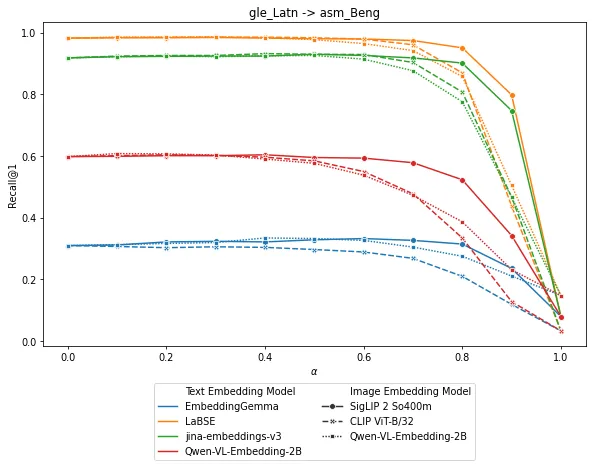 gle_Latn -> asm_Beng
1.0
0.8
0.6
0.4
0.2
0.0
Recall@1
0.0 0.2 0.4 0.6 0.8 1.0
α
Text Embedding Model Image Embedding Model
EmbeddingGemma SigLIP 2 So400m
LaBSE CLIP ViT-B/32
jina-embeddings-v3 Qwen-VL-Embedding-2B
Qwen-VL-Embedding-2B